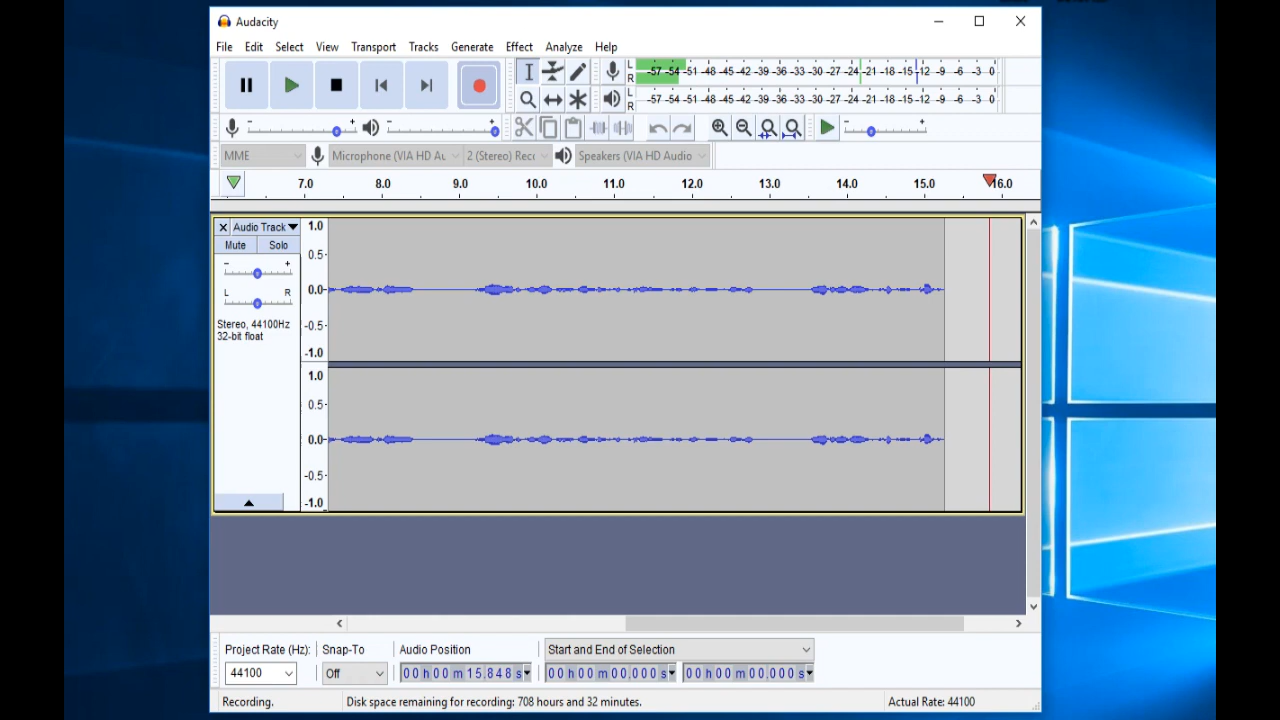 Audacity
File Edit Select View Transport Tracks Generate Effect Analyze Help
L -57 -54 -51 -48 -45 -42 -39 -36 -33 -30 -27 -24 -21 -18 -15 -12 -9 -6 -3 0
R
L -57 -54 -51 -48 -45 -42 -39 -36 -33 -30 -27 -24 -21 -18 -15 -12 -9 -6 -3 0
R
- + - + - +
MME Microphone (VIA HD Au 2 (Stereo) Reco Speakers (VIA HD Audio
7.0 8.0 9.0 10.0 11.0 12.0 13.0 14.0 15.0 16.0
Audio Track
Mute Solo
- +
L R
Stereo, 44100Hz
32-bit float
1.0
0.5
0.0
-0.5
-1.0
1.0
0.5
0.0
-0.5
-1.0
Project Rate (Hz): Snap-To Audio Position Start and End of Selection
44100 Off 00 h 00 m 15.848 s 00 h 00 m 00.000 s 00 h 00 m 00.000 s
Recording. Disk space remaining for recording: 708 hours and 32 minutes. Actual Rate: 44100